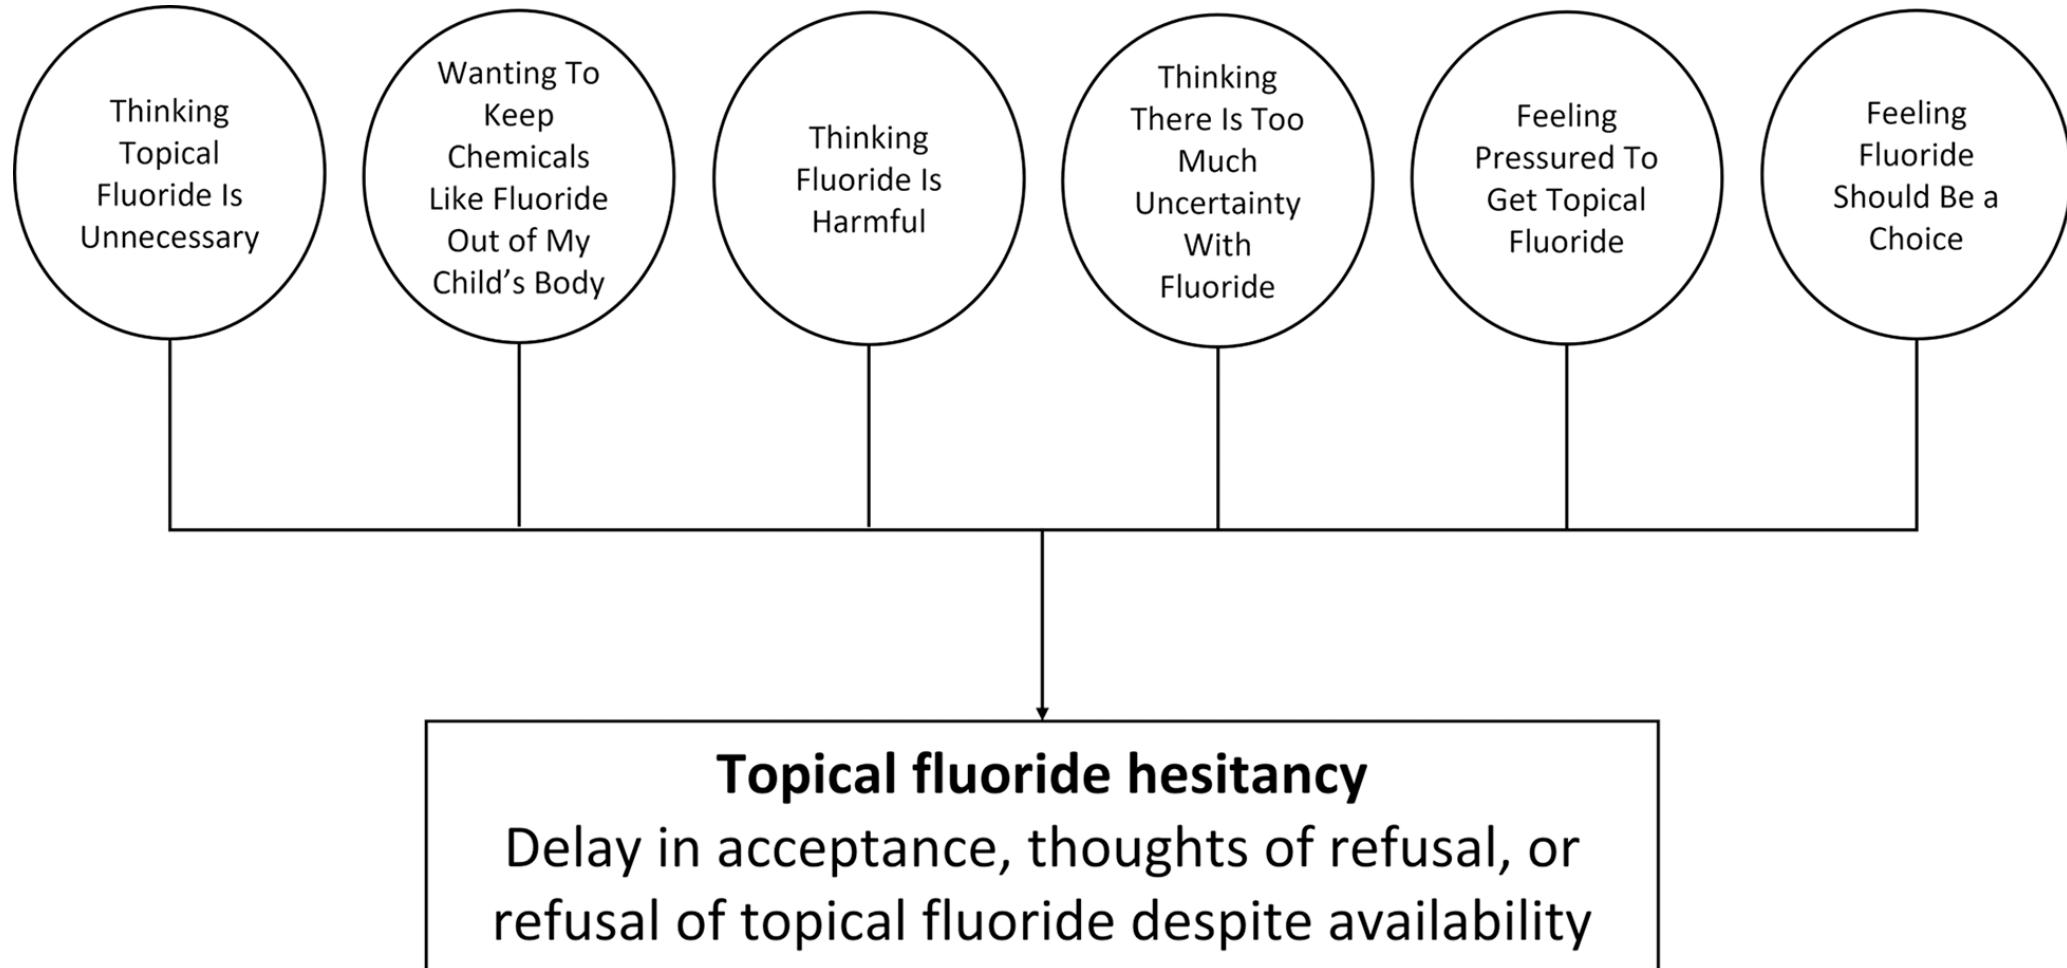 Thinking
Topical
Fluoride Is
Unnecessary
Wanting To
Keep
Chemicals
Like Fluoride
Out of My
Child’s Body
Thinking
Fluoride Is
Harmful
Thinking
There Is Too
Much
Uncertainty
With
Fluoride
Feeling
Pressured To
Get Topical
Fluoride
Feeling
Fluoride
Should Be a
Choice
Topical fluoride hesitancy
Delay in acceptance, thoughts of refusal, or
refusal of topical fluoride despite availability